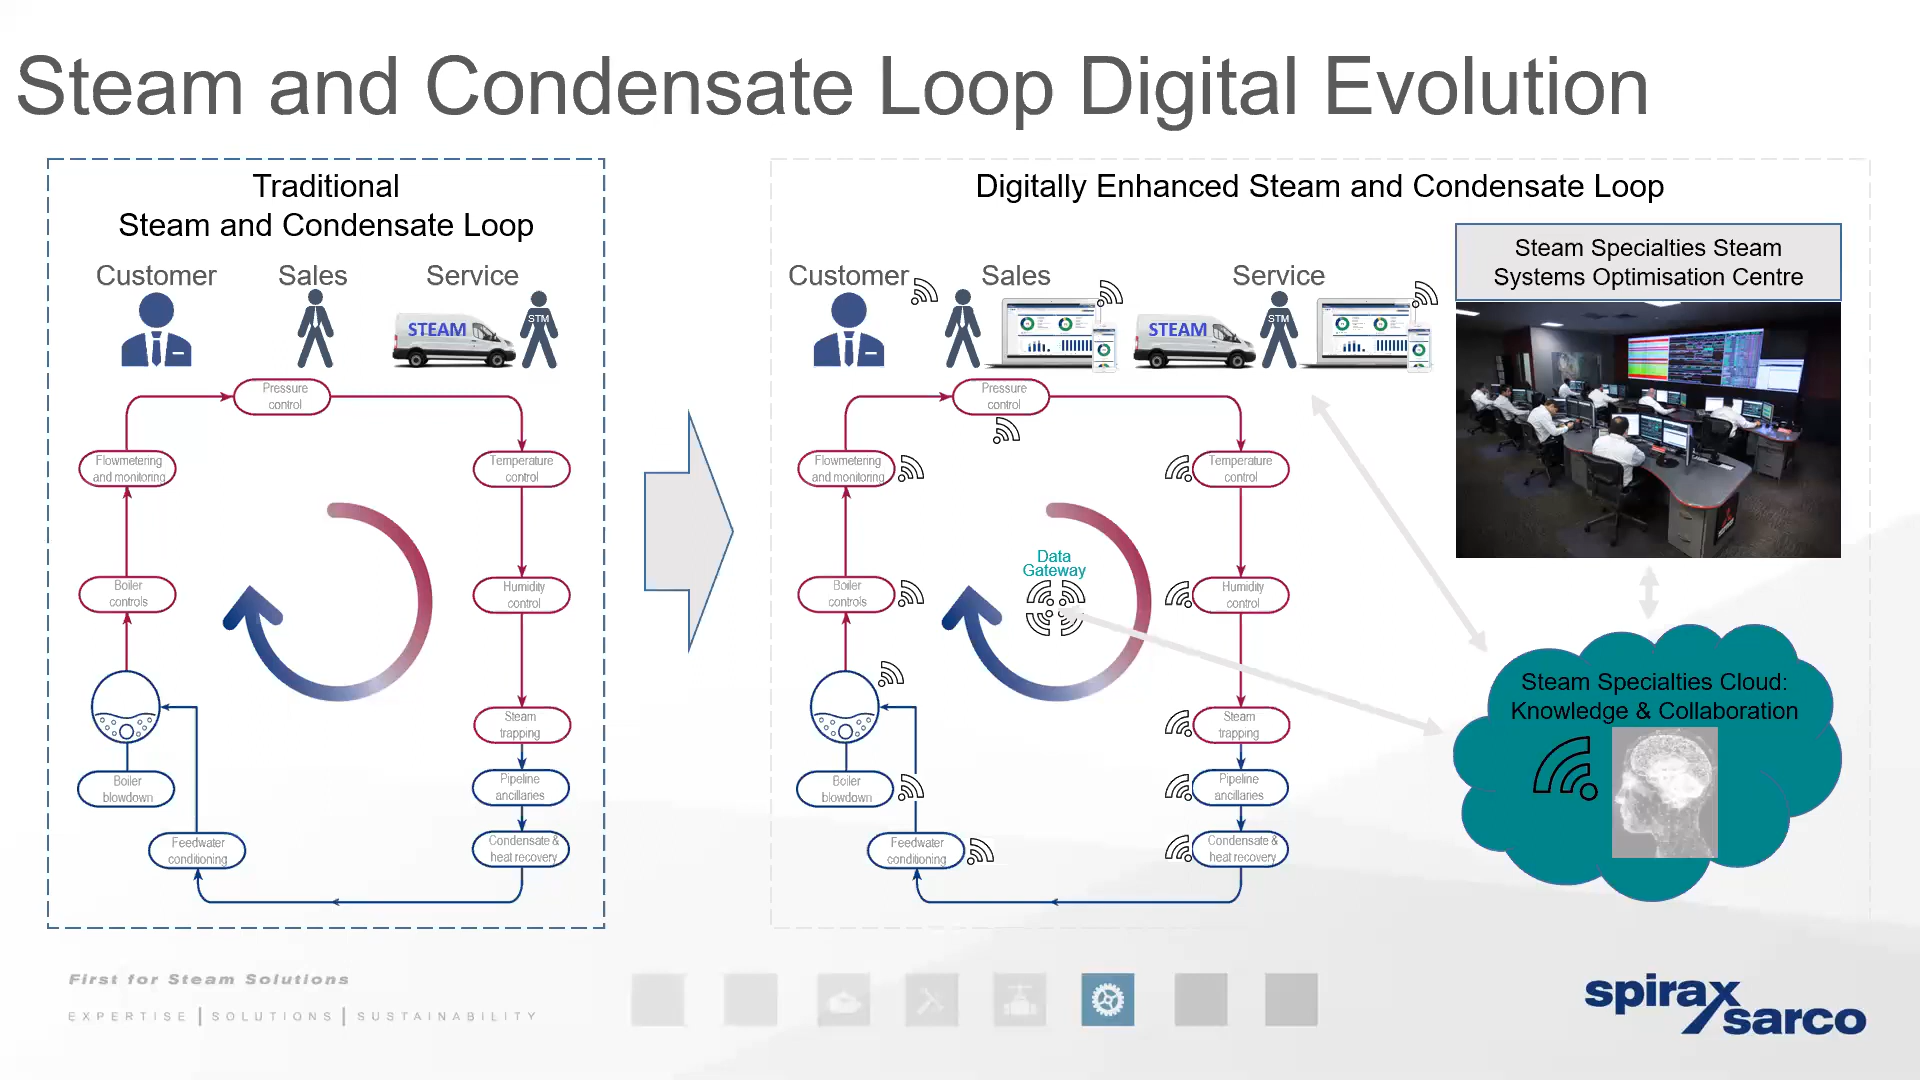 Steam and Condensate Loop Digital Evolution
Traditional
Steam and Condensate Loop
Customer
Sales
Service
STEAM
STM
Pressure
control
Flowmetering
and monitoring
Temperature
control
Boiler
controls
Humidity
control
Steam
trapping
Boiler
blowdown
Pipeline
ancillaries
Feedwater
conditioning
Condensate &
heat recovery
Digitally Enhanced Steam and Condensate Loop
Customer
Sales
Service
STEAM
STM
Pressure
control
Flowmetering
and monitoring
Temperature
control
Data
Gateway
Boiler
controls
Humidity
control
Steam
trapping
Boiler
blowdown
Pipeline
ancillaries
Feedwater
conditioning
Condensate &
heat recovery
Steam Specialties Steam
Systems Optimisation Centre
Steam Specialties Cloud:
Knowledge & Collaboration
First for Steam Solutions
EXPERTISE | SOLUTIONS | SUSTAINABILITY
spirax
sarco